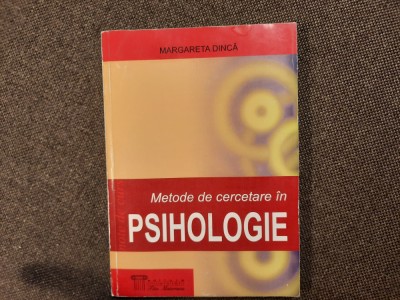 MARGARETA DINCĂ
Metode de cercetare în
PSIHOLOGIE